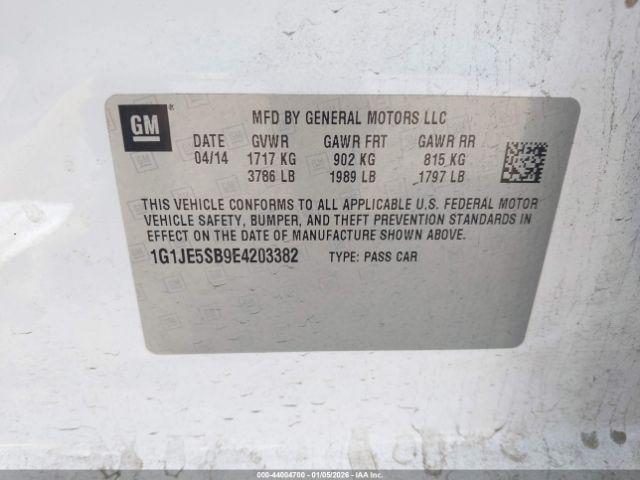 GM
MFD BY GENERAL MOTORS LLC
DATE GVWR GAWR FRT GAWR RR
04/14 1717 KG 902 KG 815 KG
3786 LB 1989 LB 1797 LB
THIS VEHICLE CONFORMS TO ALL APPLICABLE U.S. FEDERAL MOTOR
VEHICLE SAFETY, BUMPER, AND THEFT PREVENTION STANDARDS IN
EFFECT ON THE DATE OF MANUFACTURE SHOWN ABOVE.
1G1JE5SB9E4203382 TYPE: PASS CAR
000-44004700 - 01/05/2026 - IAAI.COM